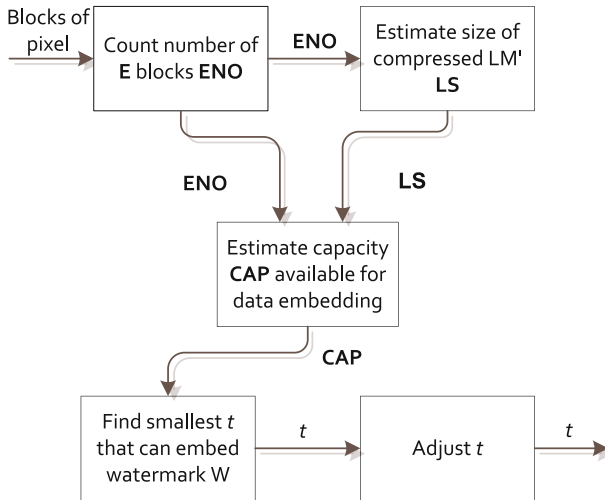 Blocks of
pixel
Count number of
E blocks ENO
ENO
Estimate size of
compressed LM'
LS
ENO
LS
Estimate capacity
CAP available for
data embedding
CAP
Find smallest t
that can embed
watermark W
t
Adjust t
t